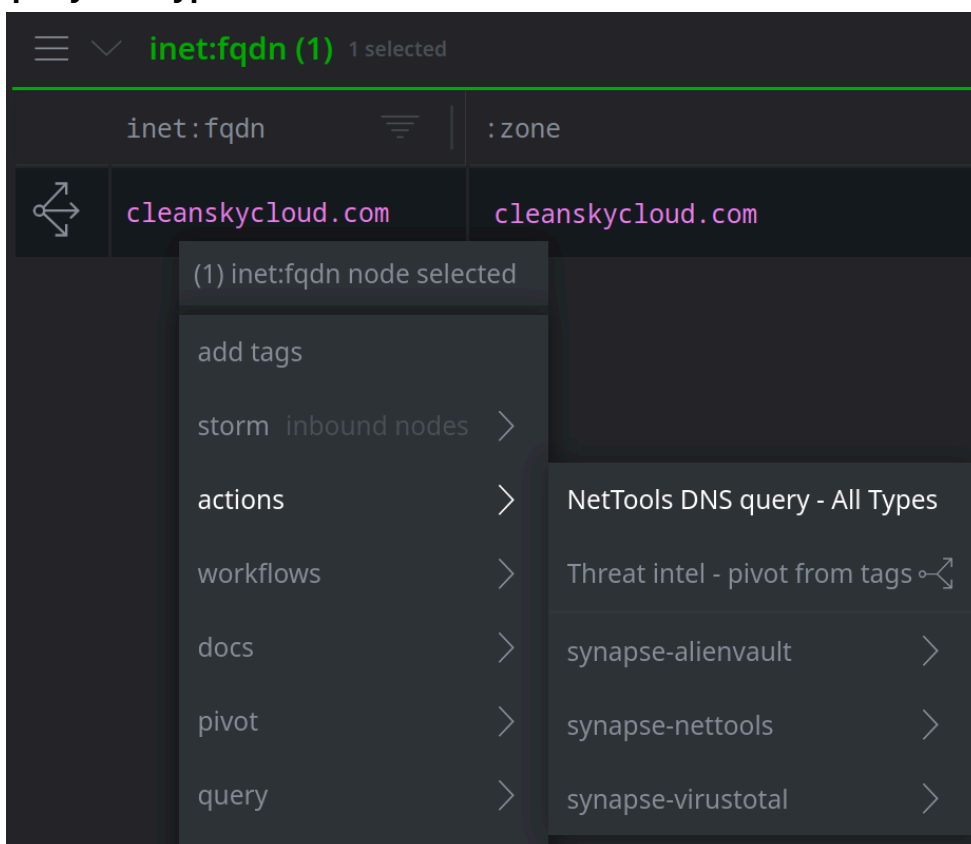 inet:fqdn (1) 1 selected
inet:fqdn :zone
cleanskycloud.com cleanskycloud.com
(1) inet:fqdn node selected
add tags
storm inbound nodes
actions
workflows
docs
pivot
query
NetTools DNS query - All Types
Threat intel - pivot from tags
synapse-alienvault
synapse-nettools
synapse-virustotal